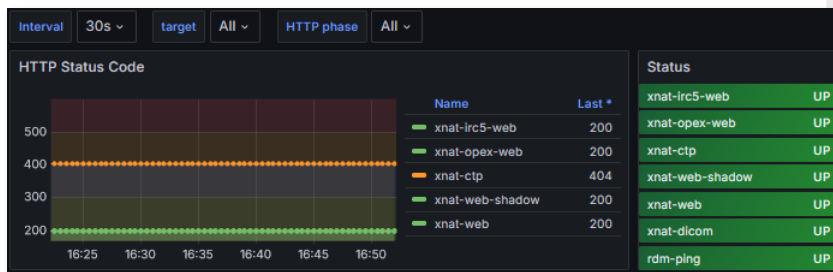 Interval 30s target All HTTP phase All
HTTP Status Code
500
400
300
200
16:25 16:30 16:35 16:40 16:45 16:50
Name Last *
xnat-irc5-web 200
xnat-opex-web 200
xnat-ctp 404
xnat-web-shadow 200
xnat-web 200
Status
xnat-irc5-web UP
xnat-opex-web UP
xnat-ctp UP
xnat-web-shadow UP
xnat-web UP
xnat-dicom UP
rdm-ping UP